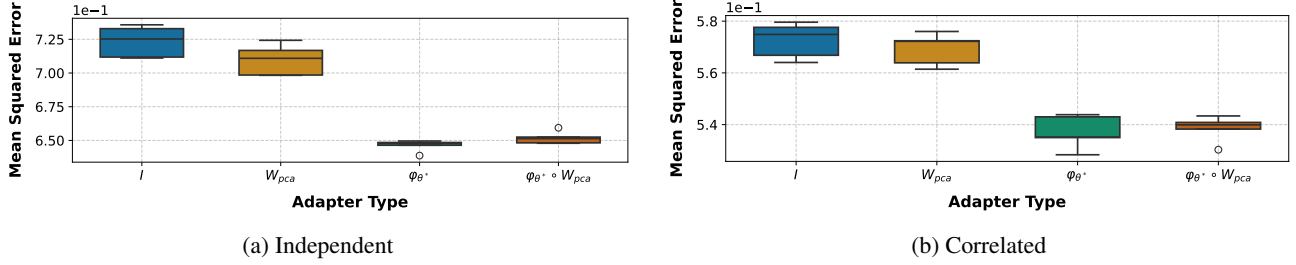 1e−1
Mean Squared Error
7.25
7.00
6.75
6.50
I
W_pca
φ_θ*
φ_θ* ∘ W_pca
Adapter Type
(a) Independent
1e−1
Mean Squared Error
5.8
5.6
5.4
I
W_pca
φ_θ*
φ_θ* ∘ W_pca
Adapter Type
(b) Correlated